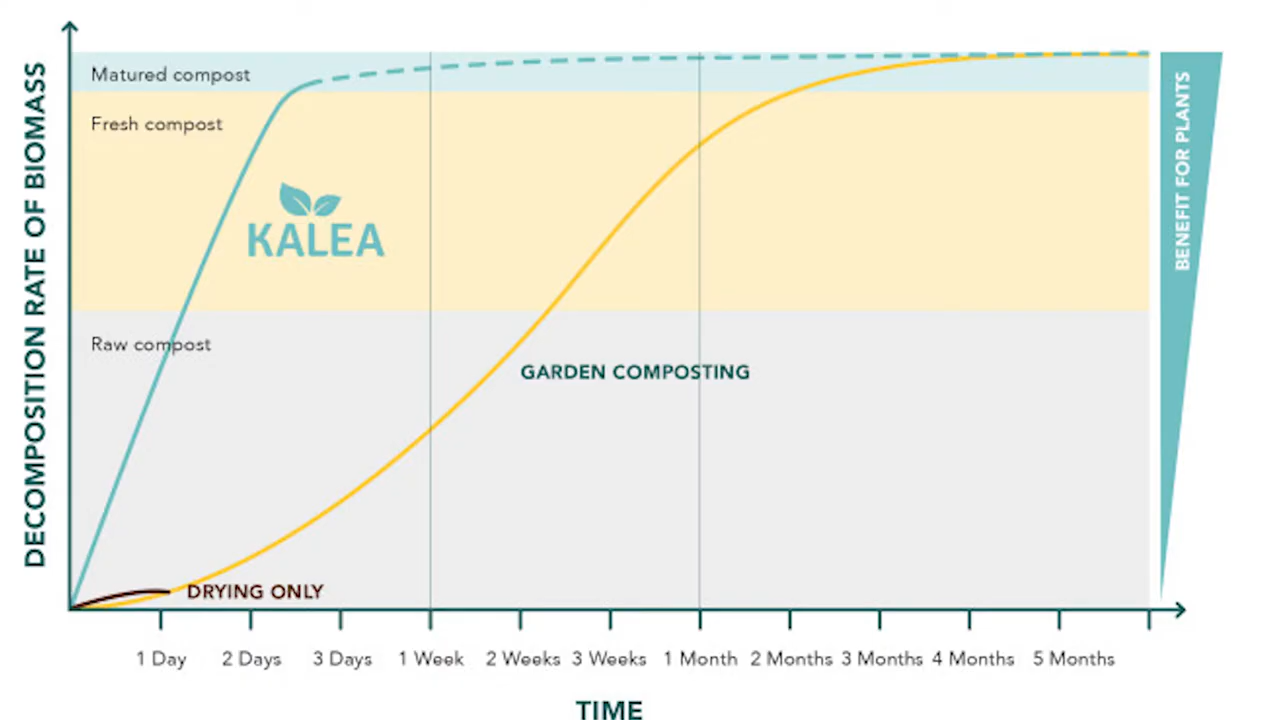 DECOMPOSITION RATE OF BIOMASS
Matured compost
Fresh compost
KALEA
Raw compost
GARDEN COMPOSTING
DRYING ONLY
BENEFIT FOR PLANTS
1 Day 2 Days 3 Days 1 Week 2 Weeks 3 Weeks 1 Month 2 Months 3 Months 4 Months 5 Months
TIME